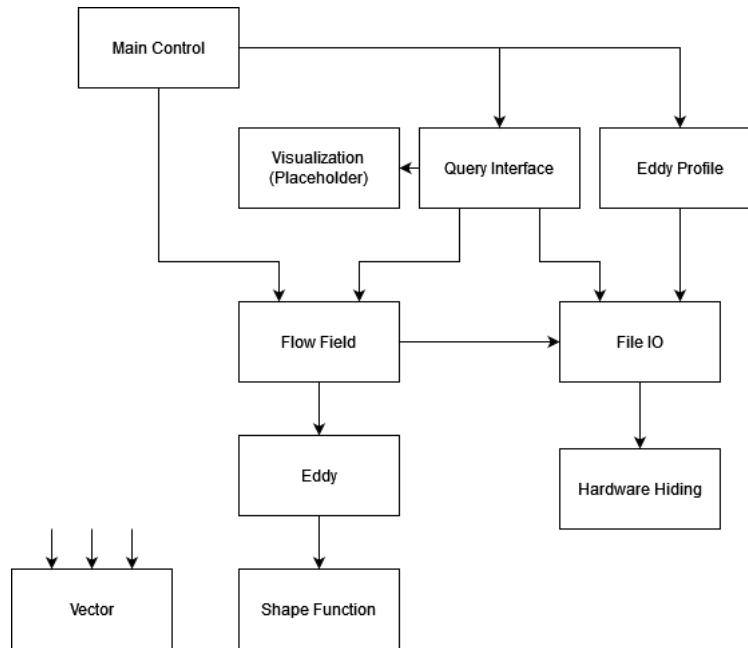 Main Control
Visualization
(Placeholder)
Query Interface
Eddy Profile
Flow Field
File IO
Eddy
Hardware Hiding
Vector
Shape Function